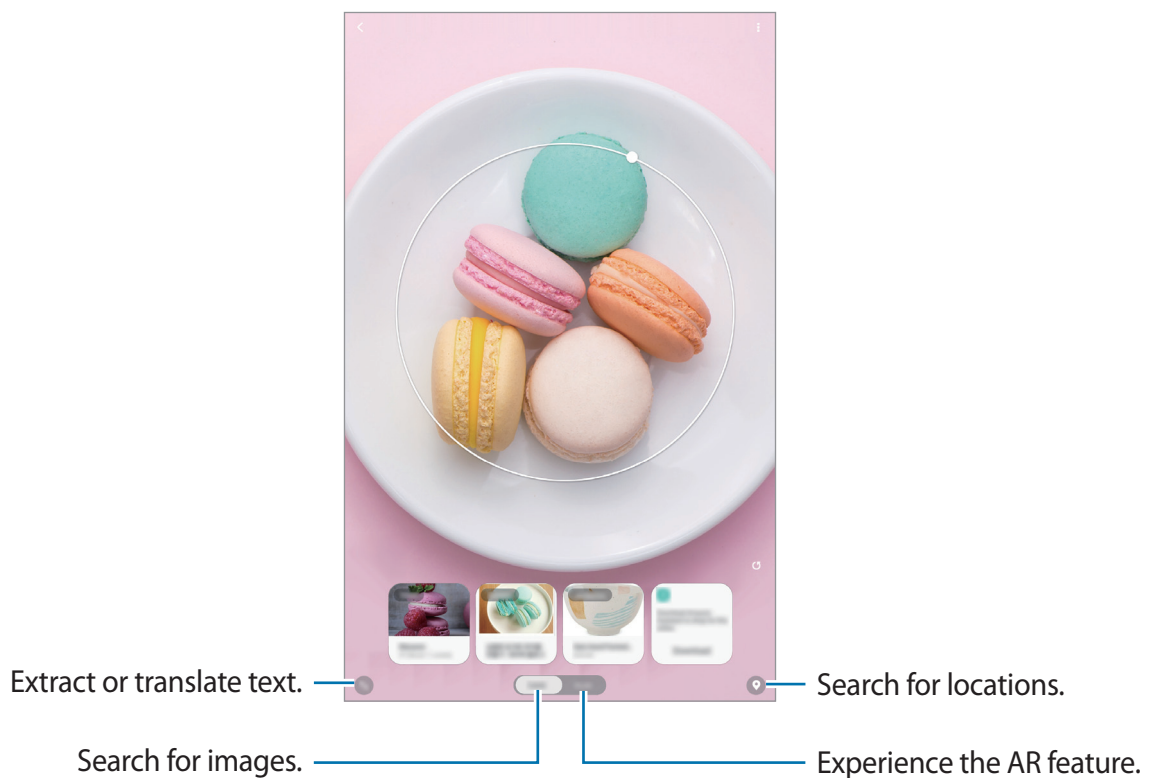 Extract or translate text.
Search for locations.
Search for images.
Experience the AR feature.